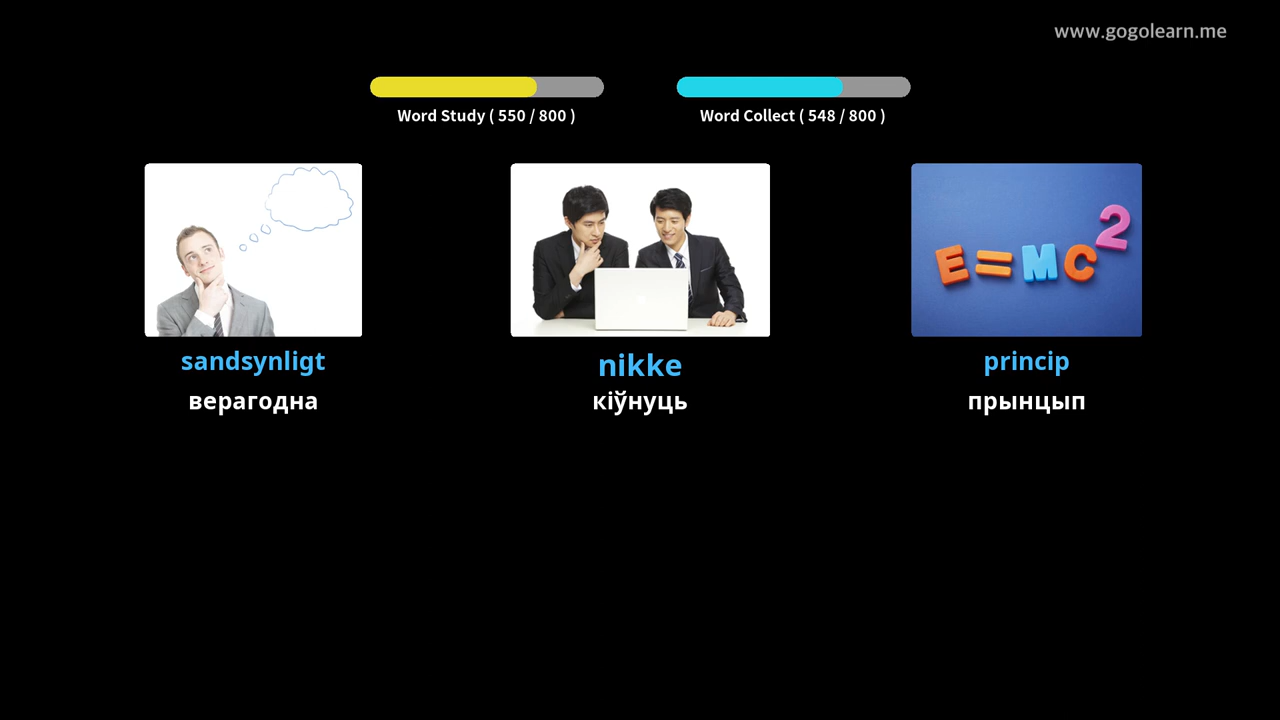 www.gogolearn.me
Word Study ( 550 / 800 )
Word Collect ( 548 / 800 )
E=MC2
sandsynligt
верагодна
nikke
кіўнуць
princip
прынцып